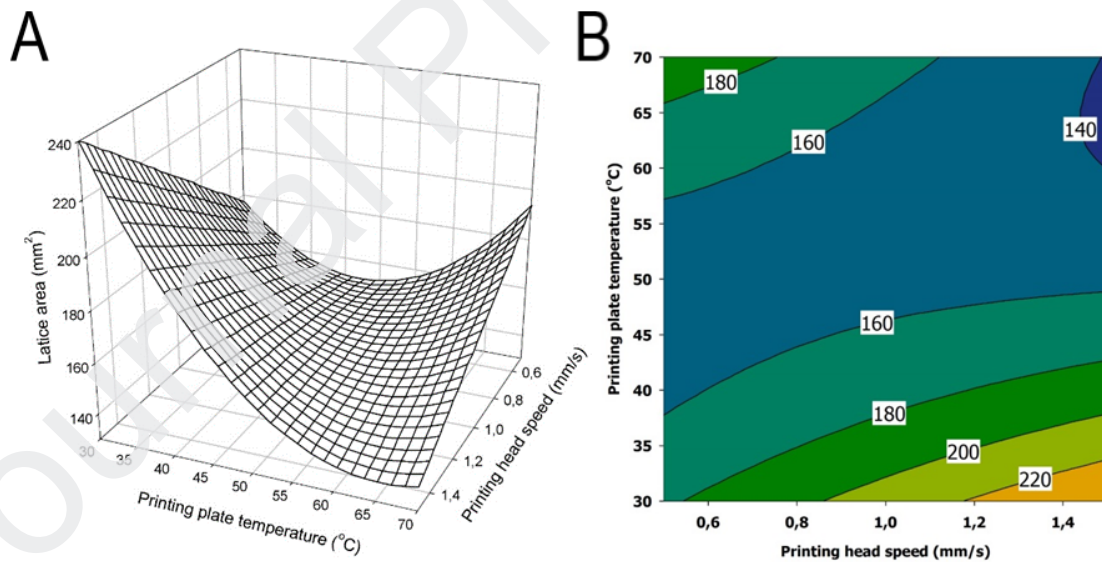 A
240
220
200
180
160
140
Latice area (mm²)
30 35 40 45 50 55 60 65 70
Printing plate temperature (°C)
0,6
0,8
1,0
1,2
1,4
Printing head speed (mm/s)
B
70
65
60
55
50
45
40
35
30
Printing plate temperature (°C)
180
160
140
160
180
200
220
0,6 0,8 1,0 1,2 1,4
Printing head speed (mm/s)
ournal Pr